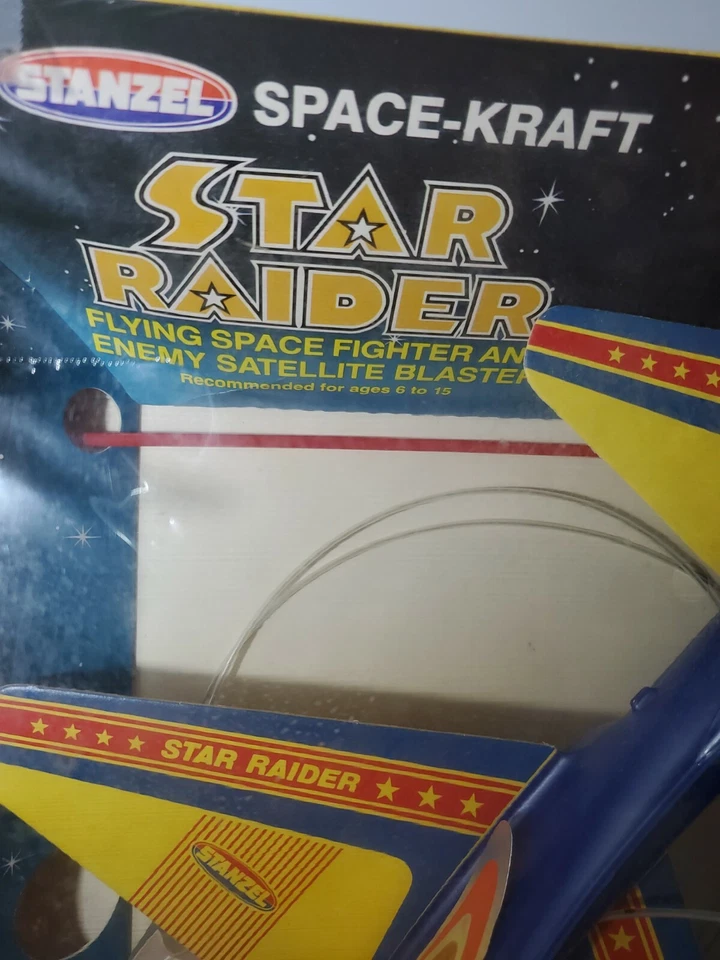 STANZEL
SPACE-KRAFT
STAR
RAIDER
FLYING SPACE FIGHTER AN
ENEMY SATELLITE BLASTER
Recommended for ages 6 to 15
STAR RAIDER
STANZEL